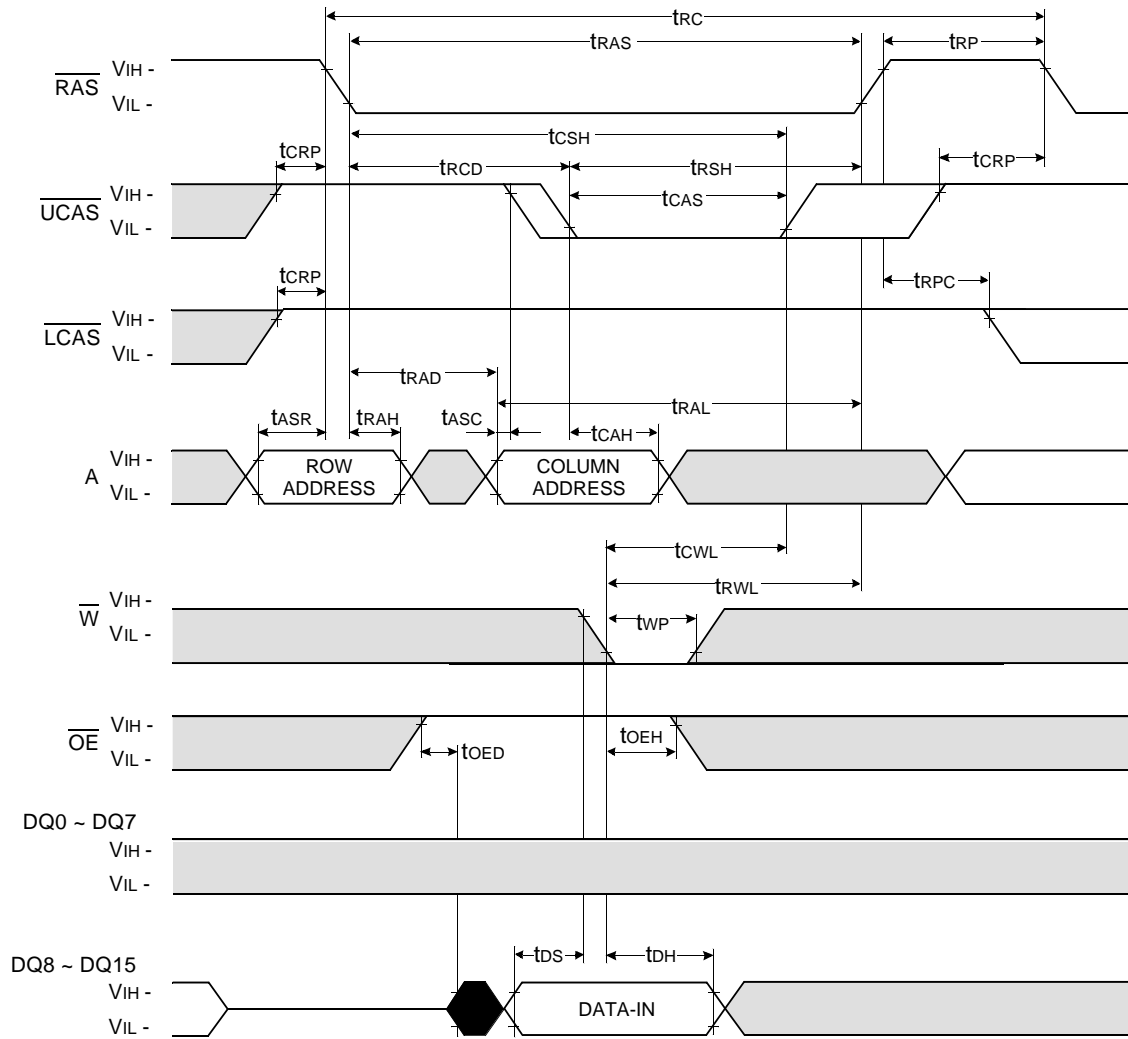 tRC
tRAS
tRP
RAS
VIH -
VIL -
tCSH
tCRP
tRCD
tRSH
tCRP
UCAS
VIH -
VIL -
tCAS
tCRP
tRPC
LCAS
VIH -
VIL -
tRAD
tRAL
tASR
tRAH
tASC
tCAH
A
VIH -
VIL -
ROW
ADDRESS
COLUMN
ADDRESS
tCWL
tRWL
W
VIH -
VIL -
tWP
OE
VIH -
VIL -
tOED
tOEH
DQ0 ~ DQ7
VIH -
VIL -
DQ8 ~ DQ15
VIH -
VIL -
tDS
tDH
DATA-IN